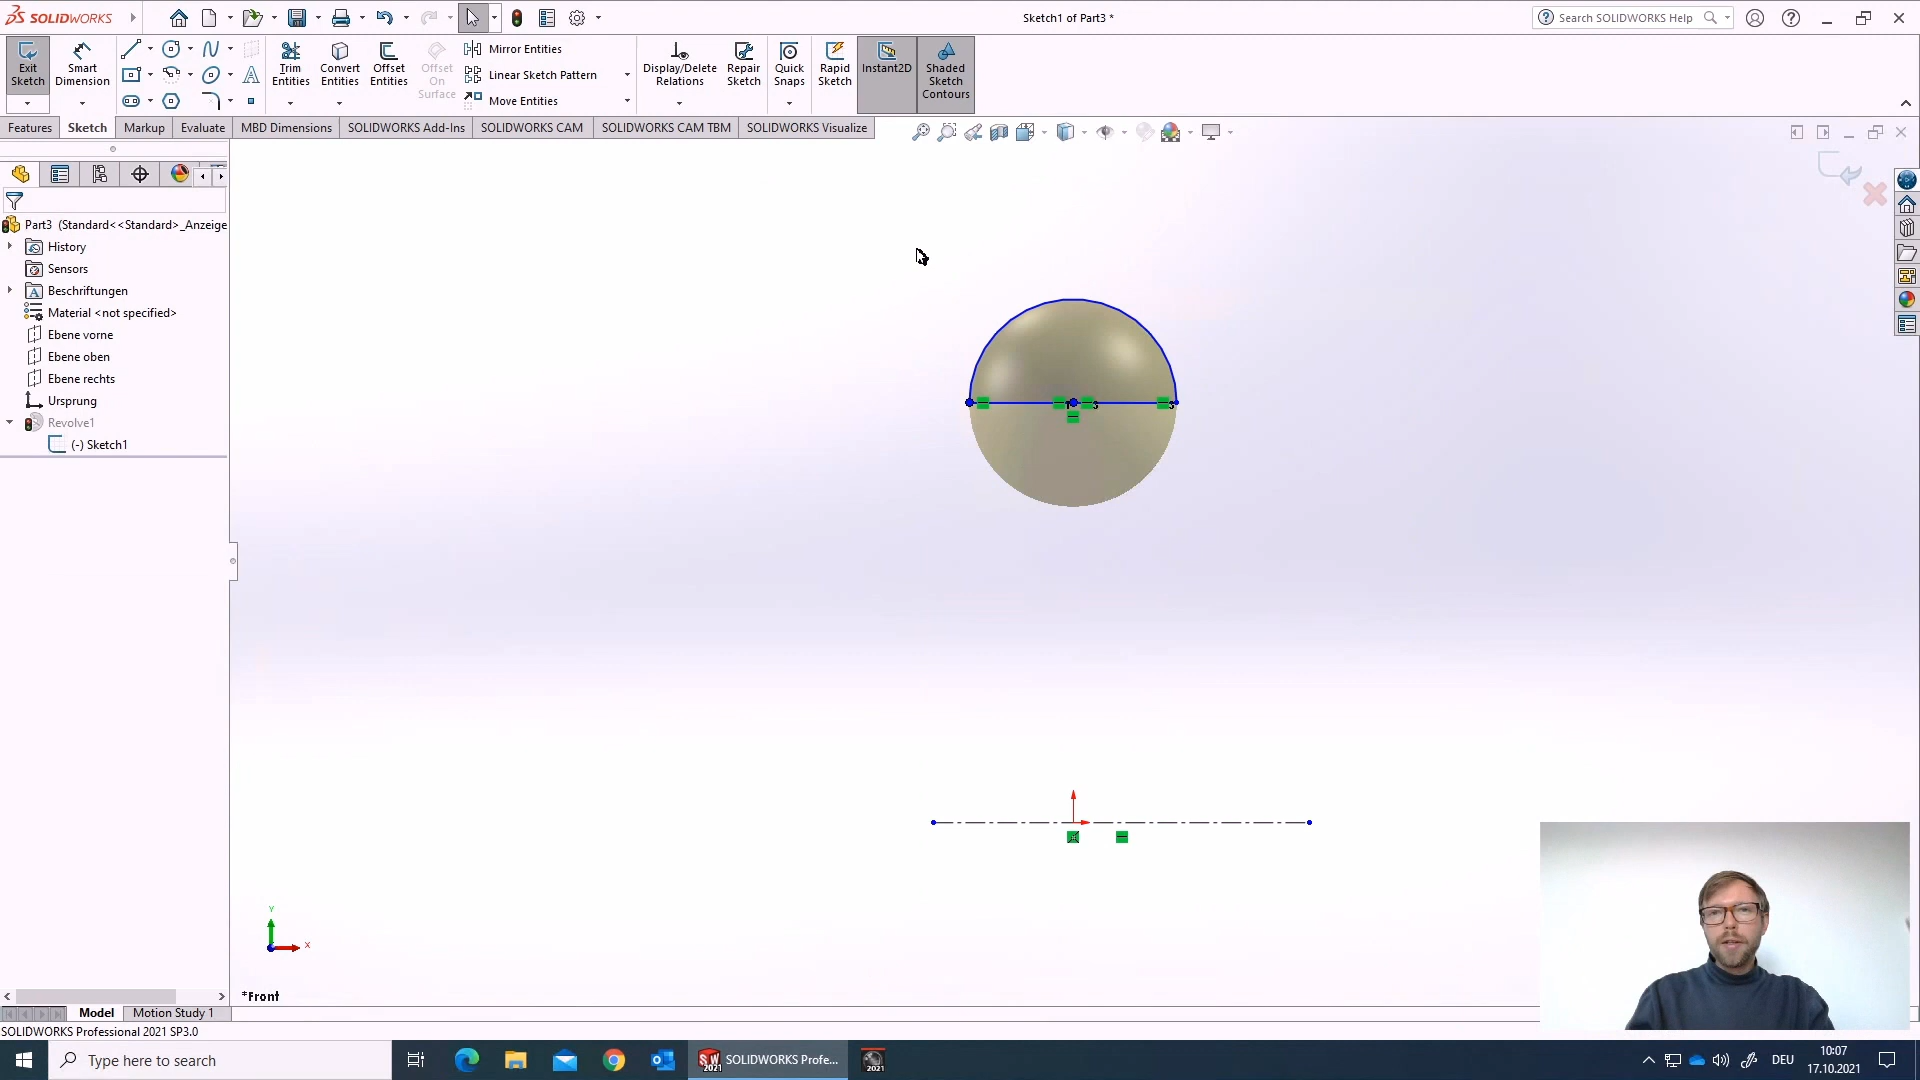 SOLIDWORKS
Sketch1 of Part3 *
Search SOLIDWORKS Help
Exit Sketch
Smart Dimension
Trim Entities
Convert Entities
Offset Entities
Offset On Surface
Mirror Entities
Linear Sketch Pattern
Move Entities
Display/Delete Relations
Repair Sketch
Quick Snaps
Rapid Sketch
Instant2D
Shaded Sketch Contours
Features
Sketch
Markup
Evaluate
MBD Dimensions
SOLIDWORKS Add-Ins
SOLIDWORKS CAM
SOLIDWORKS CAM TBM
SOLIDWORKS Visualize
Part3 (Standard<<Standard>_Anzeige
History
Sensors
Beschriftungen
Material <not specified>
Ebene vorne
Ebene oben
Ebene rechts
Ursprung
Revolve1
(-) Sketch1
Y
X
*Front
Model
Motion Study 1
SOLIDWORKS Professional 2021 SP3.0
Type here to search
SW 2021
SOLIDWORKS Profe...
2021
DEU
10:07
17.10.2021